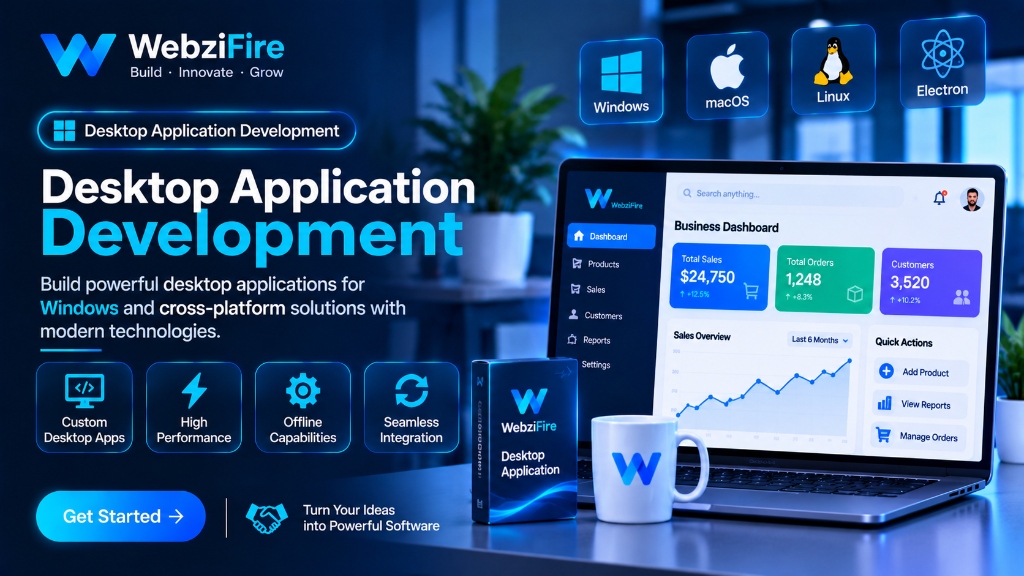 WebziFire
Build · Innovate · Grow
Desktop Application Development
Desktop Application
Development
Build powerful desktop applications for
Windows and cross-platform solutions with
modern technologies.
Custom
Desktop Apps
High
Performance
Offline
Capabilities
Seamless
Integration
Get Started →
Turn Your Ideas
into Powerful Software
Windows
macOS
Linux
Electron
WebziFire
Search anything...
Dashboard
Products
Sales
Customers
Reports
Settings
Business Dashboard
Total Sales
$24,750
↑ +12.5%
Total Orders
1,248
↑ +8.3%
Customers
3,520
↑ +10.2%
Sales Overview
Last 6 Months
Quick Actions
Add Product
View Reports
Manage Orders
WebziFire
Desktop
Application